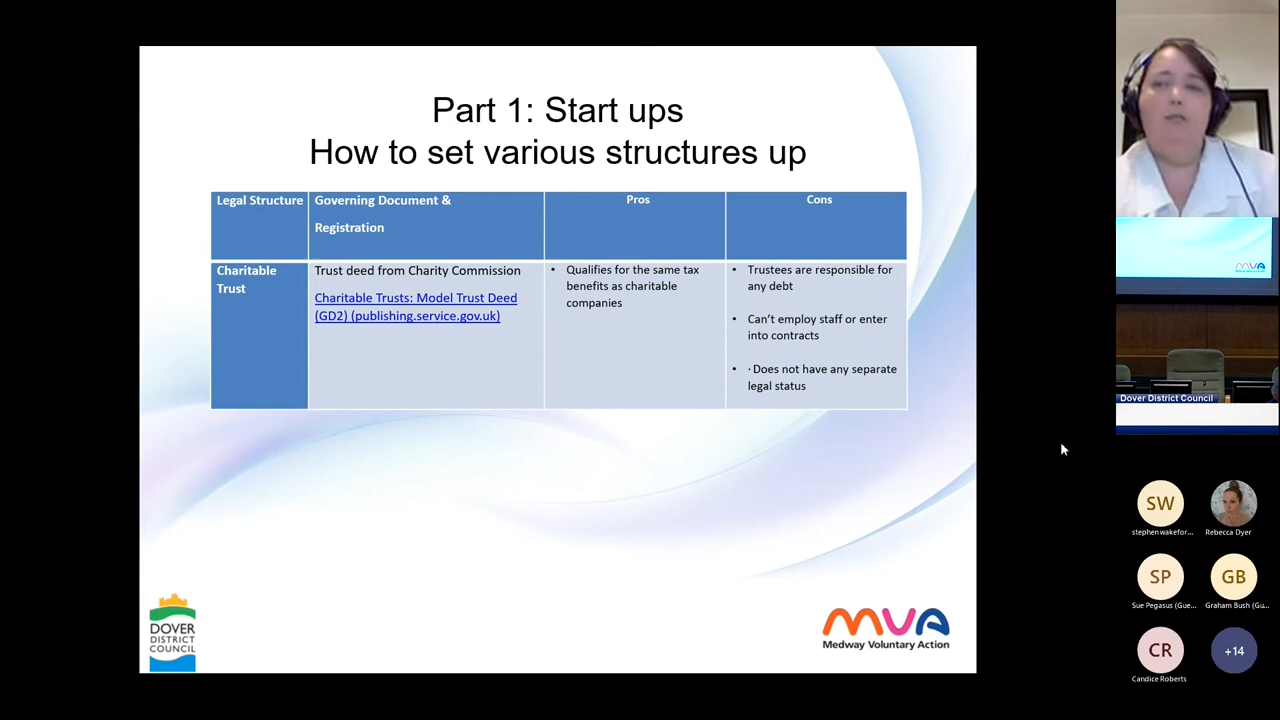 Part 1: Start ups
How to set various structures up
Legal Structure
Governing Document &
Registration
Pros
Cons
Charitable
Trust
Trust deed from Charity Commission
Charitable Trusts: Model Trust Deed
(GD2) (publishing.service.gov.uk)
• Qualifies for the same tax
benefits as charitable
companies
• Trustees are responsible for
any debt
• Can't employ staff or enter
into contracts
• · Does not have any separate
legal status
DOVER
DISTRICT
COUNCIL
mva
Medway Voluntary Action
mva
Dover District Council
SW
stephen wakefor...
Rebecca Dyer
SP
Sue Pegasus (Gue...
GB
Graham Bush (Gu...
CR
Candice Roberts
+14